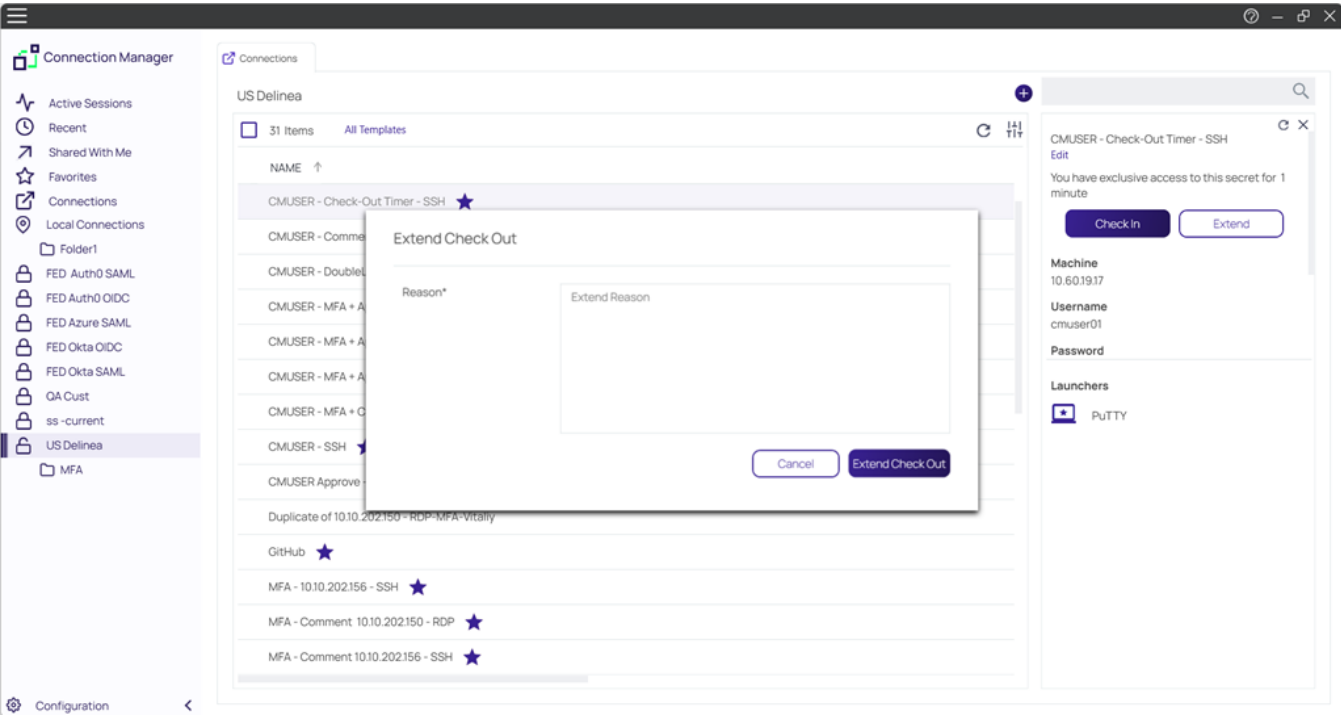 Connection Manager
Active Sessions
Recent
Shared With Me
Favorites
Connections
Local Connections
Folder1
FED Auth0 SAML
FED Auth0 OIDC
FED Azure SAML
FED Okta OIDC
FED Okta SAML
QA Cust
ss -current
US Delinea
MFA
Configuration
Connections
US Delinea
31 Items All Templates
NAME
CMUSER - Check-Out Timer - SSH
CMUSER - Comme
CMUSER - DoubleL
CMUSER - MFA + A
CMUSER - MFA + A
CMUSER - MFA + A
CMUSER - MFA + C
CMUSER - SSH
CMUSER Approve -
Duplicate of 10.10.202.150 - RDP-MFA-Vitaliy
GitHub
MFA - 10.10.202.156 - SSH
MFA - Comment 10.10.202.150 - RDP
MFA - Comment 10.10.202.156 - SSH
Extend Check Out
Reason*
Extend Reason
Cancel
Extend Check Out
CMUSER - Check-Out Timer - SSH
Edit
You have exclusive access to this secret for 1
minute
Check In
Extend
Machine
10.60.19.17
Username
cmuser01
Password
Launchers
PuTTY